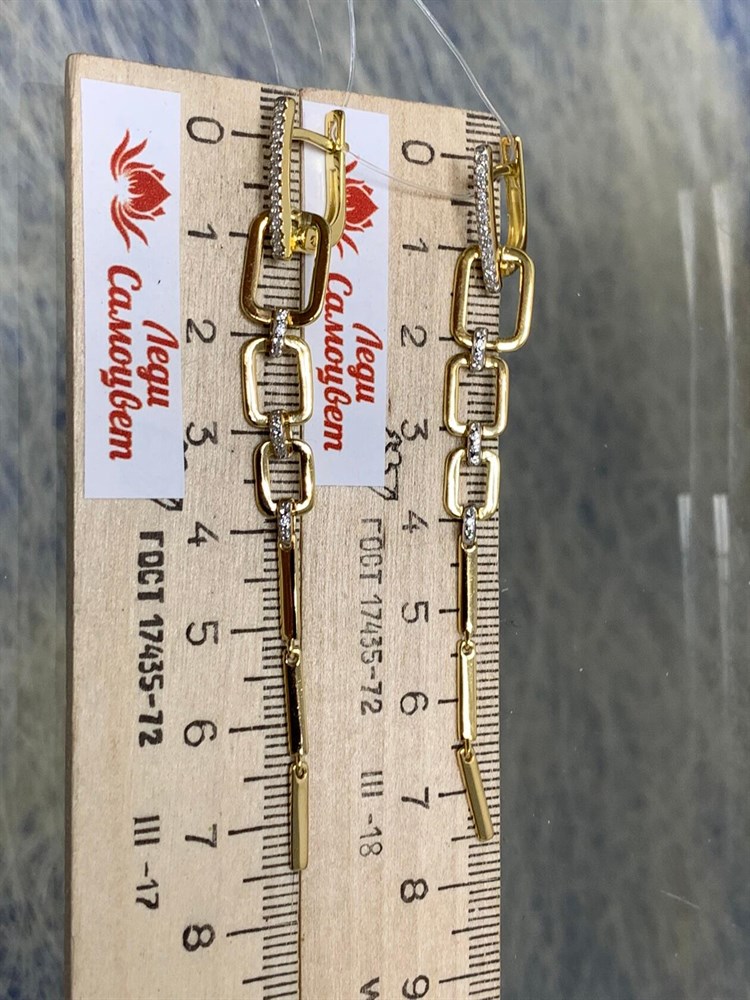 Леди
Самоцвет
0 1 2 3 4 5 6 7 8
ГОСТ 17435-72 III -17
Леди
Самоцвет
0 1 2 3 4 5 6 7 8 9
ГОСТ 17435-72 III -18